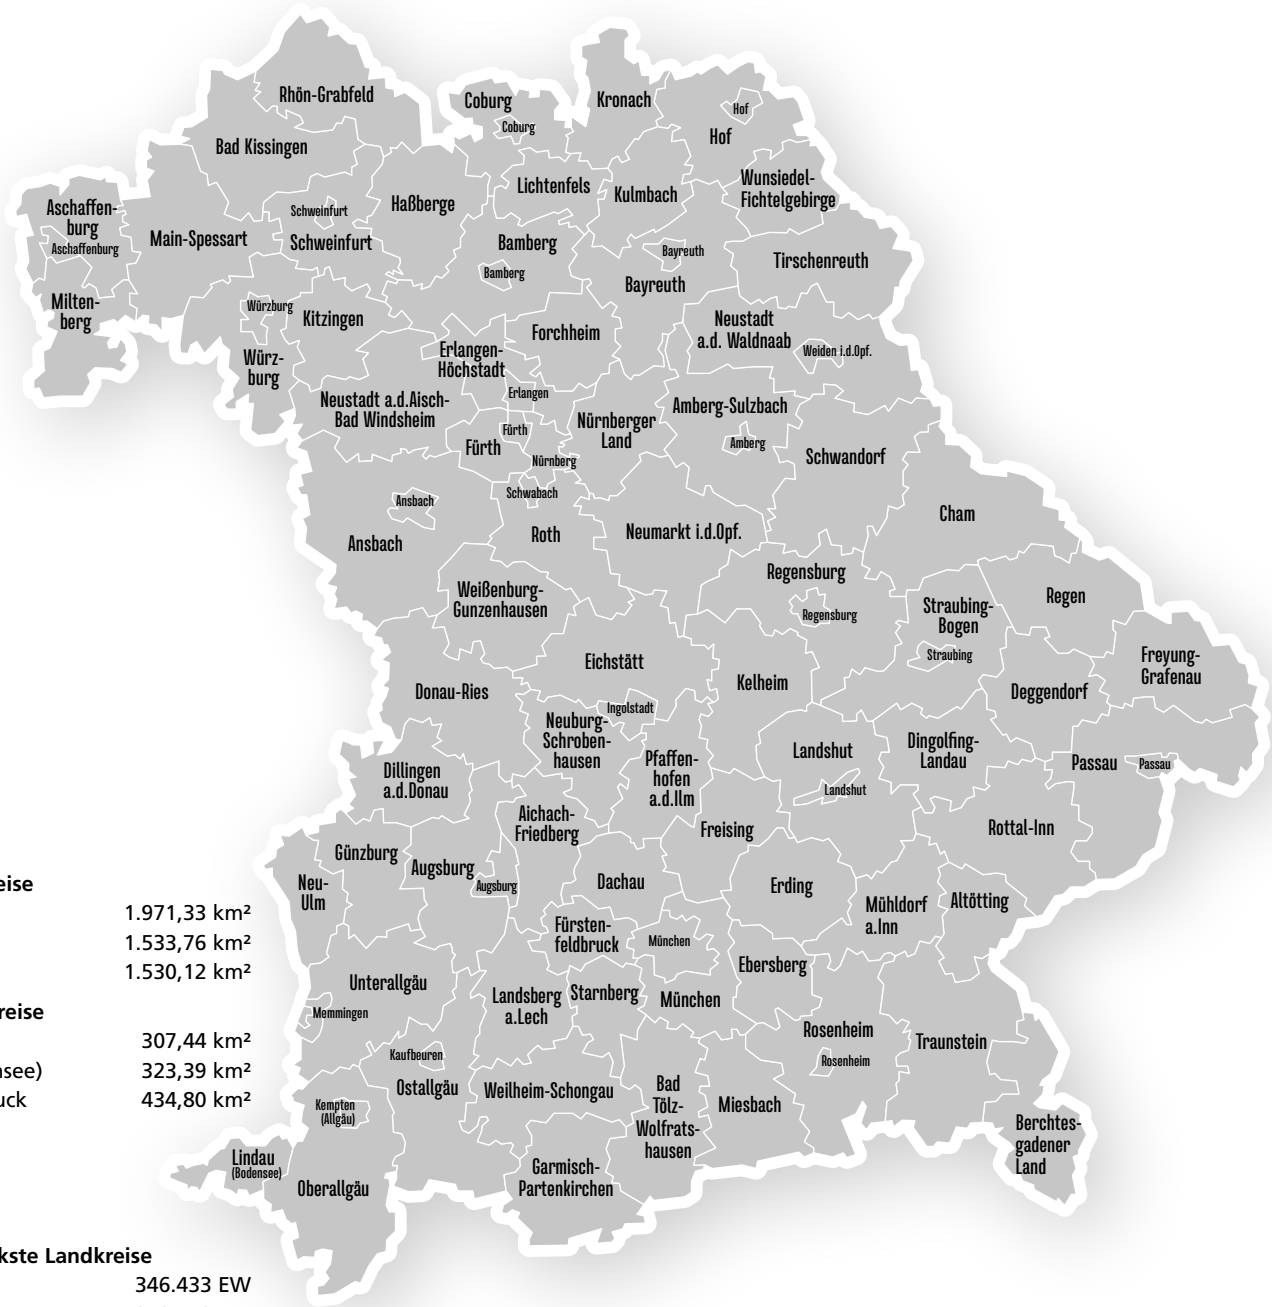 Rhön-Grabfeld
Coburg
Coburg
Kronach
Hof
Hof
Bad Kissingen
Lichtenfels
Kulmbach
Wunsiedel-
Fichtelgebirge
Aschaffen-
burg
Aschaffenburg
Main-Spessart
Schweinfurt
Schweinfurt
Haßberge
Bamberg
Bamberg
Bayreuth
Bayreuth
Tirschenreuth
Milten-
berg
Würzburg
Kitzingen
Würz-
burg
Forchheim
Erlangen-
Höchstadt
Neustadt
a.d. Waldnaab
Weiden i.d.Opf.
Neustadt a.d.Aisch-
Bad Windsheim
Erlangen
Fürth
Fürth
Nürnberg
Nürnberger
Land
Amberg-Sulzbach
Amberg
Schwandorf
Ansbach
Ansbach
Schwabach
Roth
Neumarkt i.d.Opf.
Cham
Weißenburg-
Gunzenhausen
Regensburg
Regensburg
Straubing-
Bogen
Straubing
Regen
Freyung-
Grafenau
Eichstätt
Kelheim
Deggendorf
Donau-Ries
Ingolstadt
Neuburg-
Schroben-
hausen
Pfaffen-
hofen
a.d.Ilm
Landshut
Landshut
Dingolfing-
Landau
Passau
Passau
Dillingen
a.d.Donau
Aichach-
Friedberg
Freising
Rottal-Inn
Günzburg
Augsburg
Augsburg
Neu-
Ulm
Dachau
Erding
Mühldorf
a.Inn
Altötting
Fürsten-
feldbruck
München
München
Ebersberg
Unterallgäu
Memmingen
Landsberg
a.Lech
Starnberg
Rosenheim
Rosenheim
Traunstein
Kaufbeuren
Ostallgäu
Weilheim-Schongau
Bad
Tölz-
Wolfrats-
hausen
Miesbach
Kempten
(Allgäu)
Berchtes-
gadener
Land
Lindau
(Bodensee)
Oberallgäu
Garmisch-
Partenkirchen
eise
1.971,33 km²
1.533,76 km²
1.530,12 km²
reise
307,44 km²
nsee) 323,39 km²
uck 434,80 km²
kste Landkreise
346.433 EW